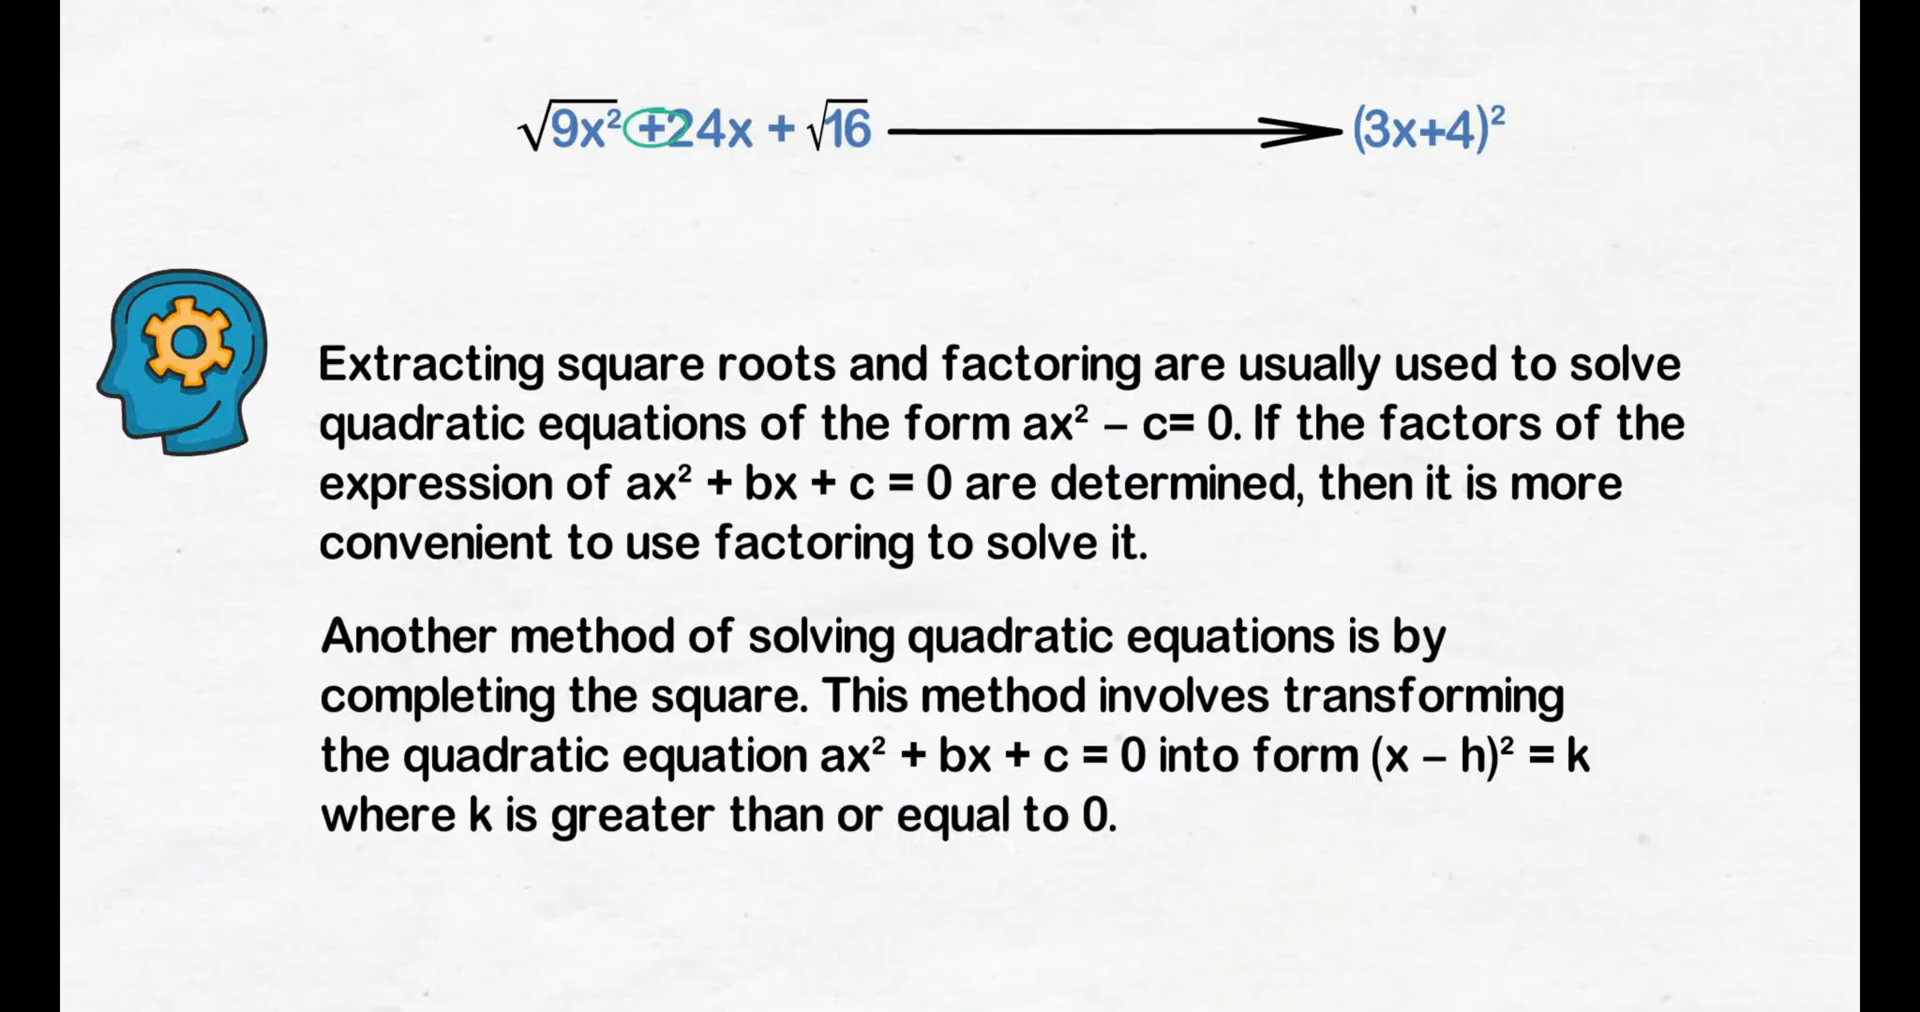 √9x² +24x + √16 → (3x+4)²
Extracting square roots and factoring are usually used to solve
quadratic equations of the form ax² – c= 0. If the factors of the
expression of ax² + bx + c = 0 are determined, then it is more
convenient to use factoring to solve it.
Another method of solving quadratic equations is by
completing the square. This method involves transforming
the quadratic equation ax² + bx + c = 0 into form (x – h)² = k
where k is greater than or equal to 0.